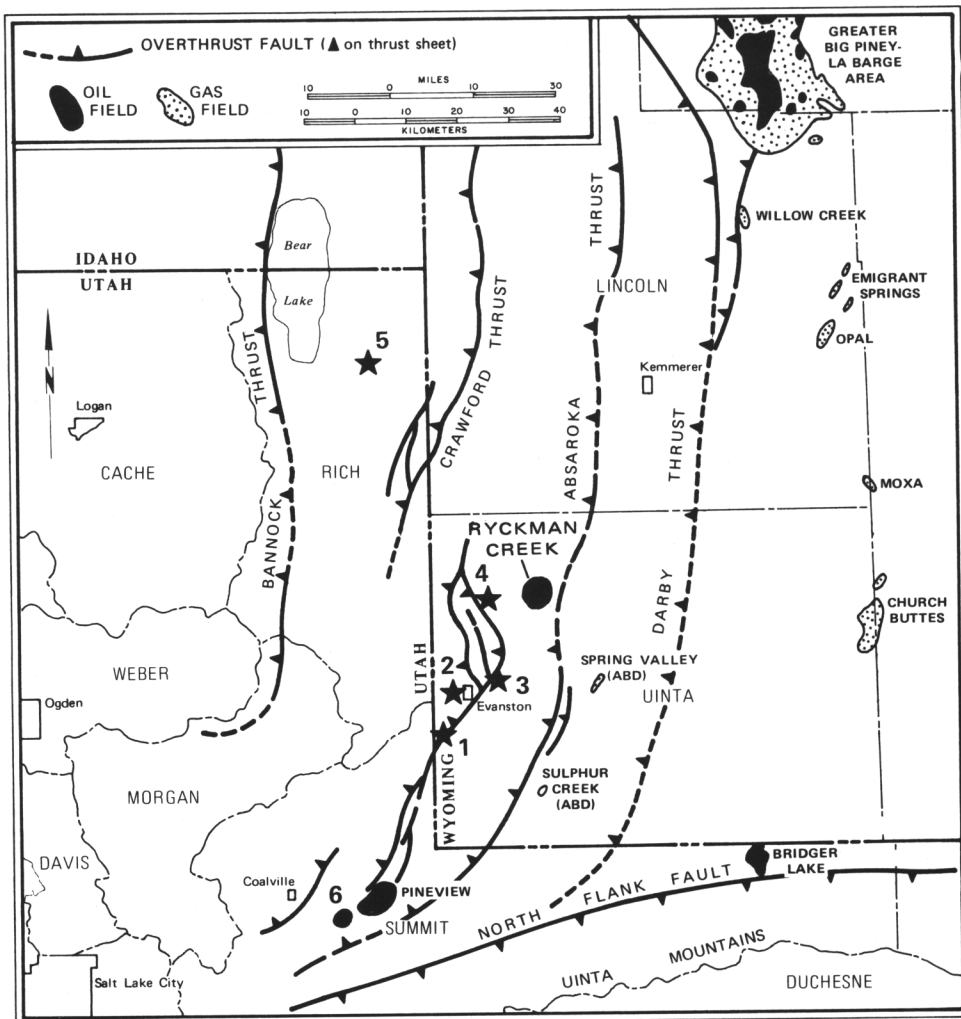 OVERTHRUST FAULT (▲ on thrust sheet)
OIL
FIELD
GAS
FIELD
MILES
10 0 10 20 30
10 0 10 20 30 40
KILOMETERS
GREATER
BIG PINEY-
LA BARGE
AREA
WILLOW CREEK
EMIGRANT
SPRINGS
OPAL
MOXA
CHURCH
BUTTES
IDAHO
UTAH
Bear
Lake
THRUST
BANNOCK
CRAWFORD THRUST
THRUST
ABSAROKA
LINCOLN
THRUST
DARBY
Kemmerer
5
Logan
CACHE
RICH
RYCKMAN
CREEK
4
2
3
1
Evanston
UTAH
WYOMING
SPRING VALLEY
(ABD)
UINTA
SULPHUR
CREEK
(ABD)
WEBER
Ogden
MORGAN
DAVIS
Coalville
6
PINEVIEW
SUMMIT
BRIDGER
LAKE
NORTH FLANK FAULT
Salt Lake City
UINTA MOUNTAINS
DUCHESNE
N